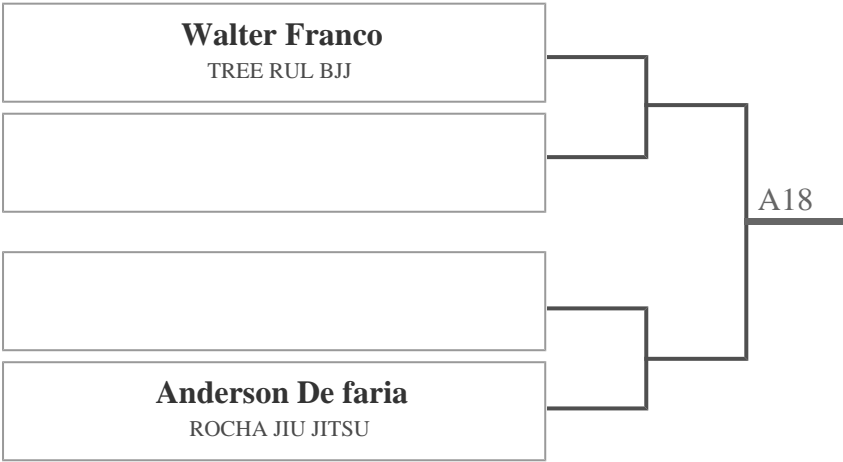 Walter Franco
TREE RUL BJJ
A18
Anderson De faria
ROCHA JIU JITSU